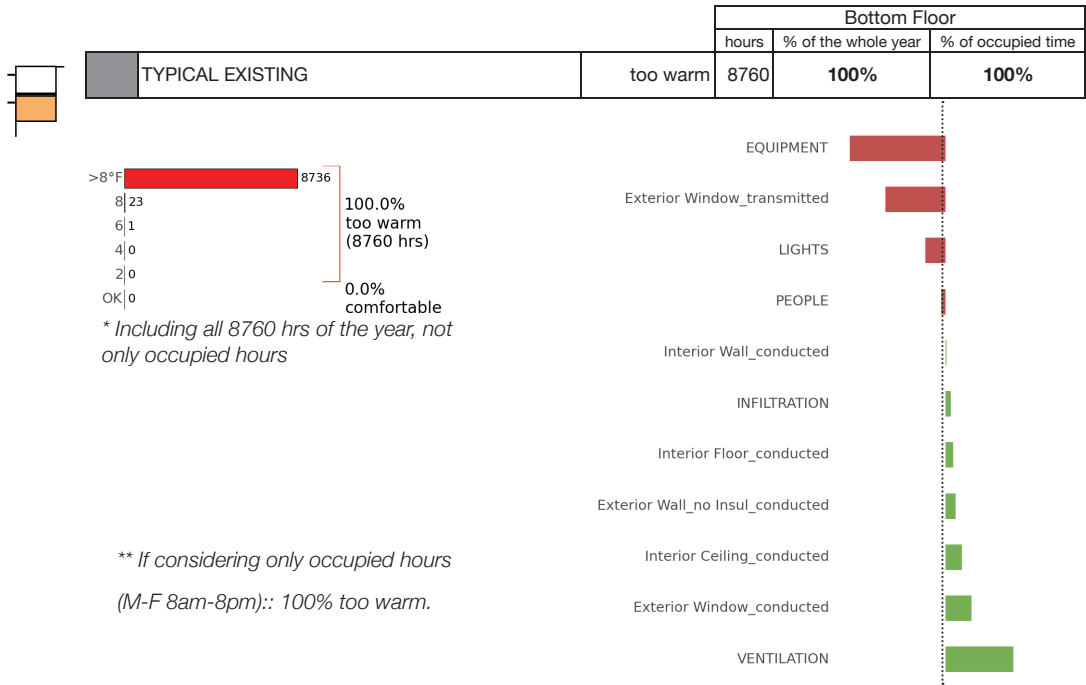 Bottom Floor
hours % of the whole year % of occupied time
TYPICAL EXISTING too warm 8760 100% 100%
EQUIPMENT
Exterior Window_transmitted
LIGHTS
PEOPLE
Interior Wall_conducted
INFILTRATION
Interior Floor_conducted
Exterior Wall_no Insul_conducted
Interior Ceiling_conducted
Exterior Window_conducted
VENTILATION
>8°F 8736
8 23
6 1
4 0
2 0
OK 0
100.0%
too warm
(8760 hrs)
0.0%
comfortable
* Including all 8760 hrs of the year, not
only occupied hours
** If considering only occupied hours
(M-F 8am-8pm):: 100% too warm.